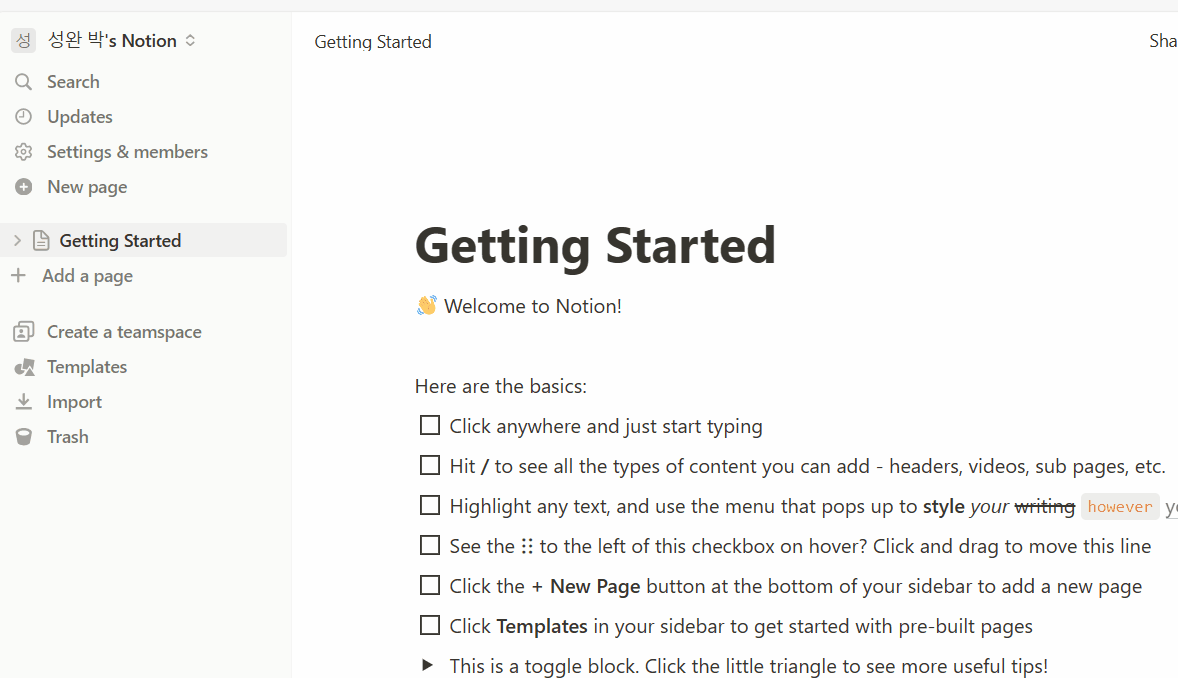 성 성완 박's Notion
Search
Updates
Settings & members
New page
Getting Started
Add a page
Create a teamspace
Templates
Import
Trash
Getting Started
Sha
Getting Started
👋 Welcome to Notion!
Here are the basics:
Click anywhere and just start typing
Hit / to see all the types of content you can add - headers, videos, sub pages, etc.
Highlight any text, and use the menu that pops up to style your writing however
See the ⋮⋮ to the left of this checkbox on hover? Click and drag to move this line
Click the + New Page button at the bottom of your sidebar to add a new page
Click Templates in your sidebar to get started with pre-built pages
This is a toggle block. Click the little triangle to see more useful tips!